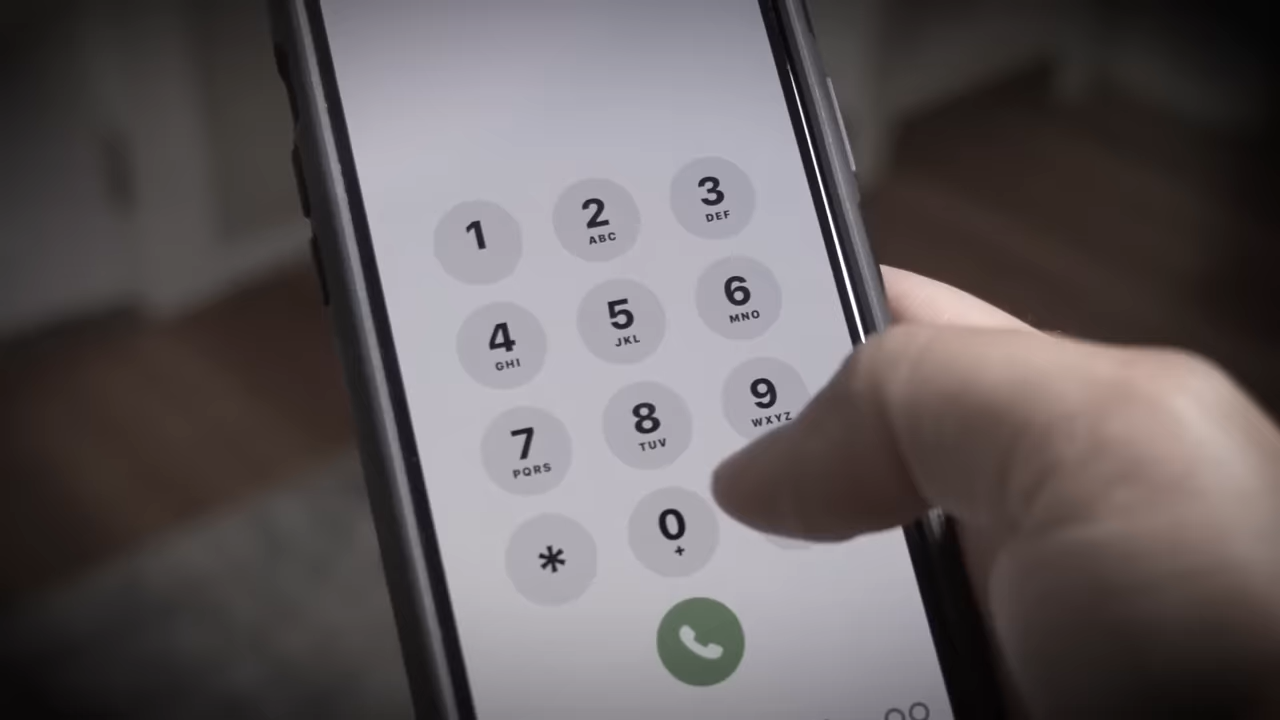 1 2 3
ABC DEF
4 5 6
GHI JKL MNO
7 8 9
PQRS TUV WXYZ
* 0
+